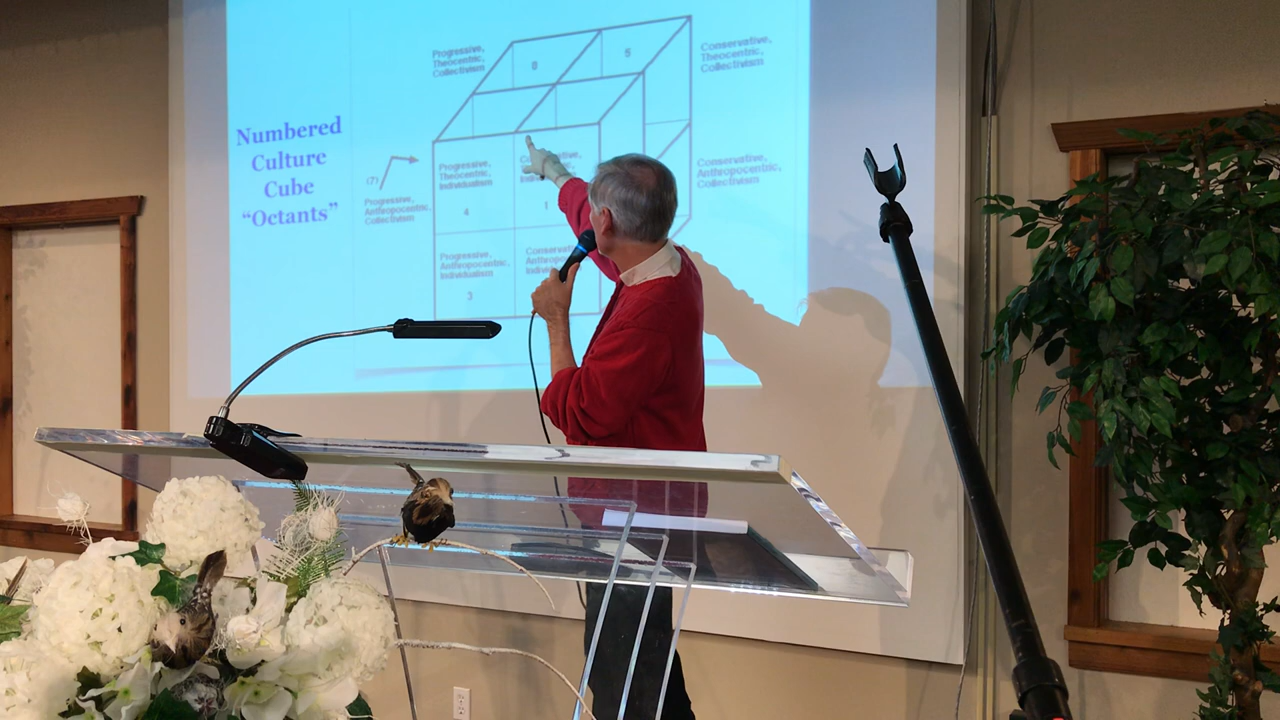 Numbered
Culture
Cube
“Octants”
Progressive,
Theocentric,
Collectivism
5
Conservative,
Theocentric,
Collectivism
(7)
Progressive,
Anthropocentric,
Collectivism
Progressive,
Theocentric,
Individualism
4
1
Conservative,
Anthropocentric,
Collectivism
Progressive,
Anthropocentric,
Individualism
3